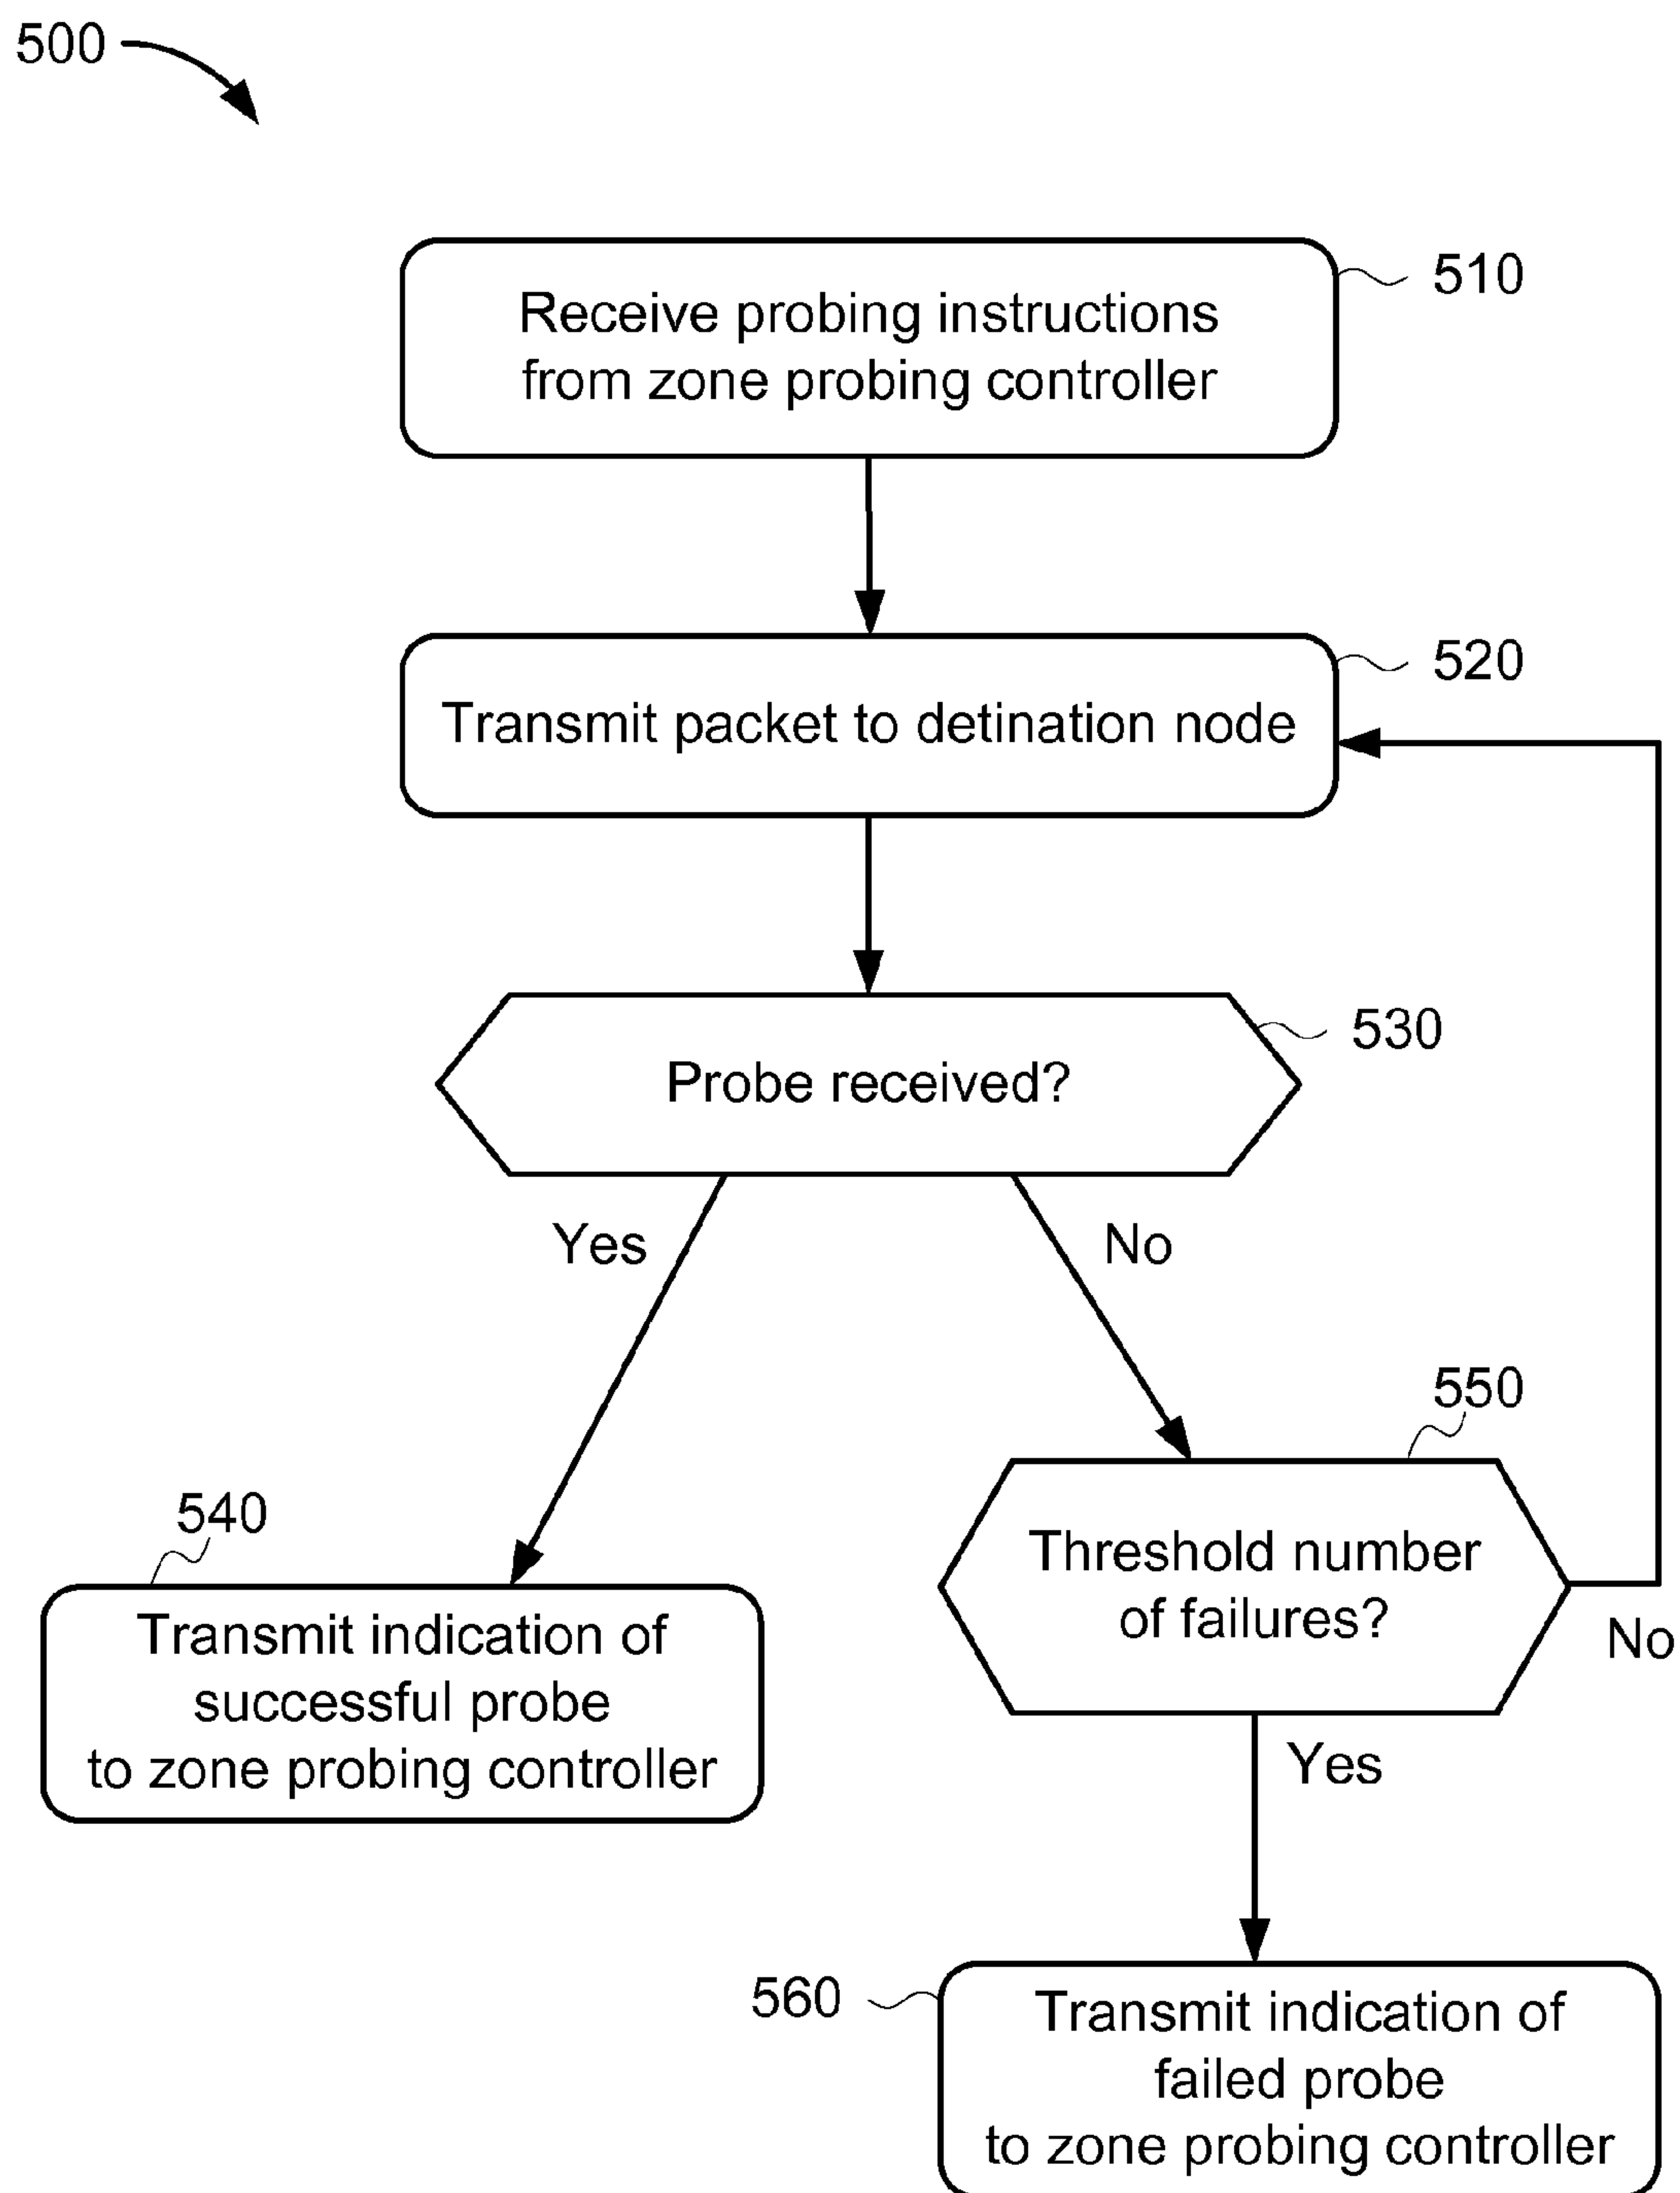 500
510
Receive probing instructions
from zone probing controller
520
Transmit packet to detination node
530
Probe received?
Yes
No
550
540
Threshold number
of failures?
Transmit indication of
successful probe
to zone probing controller
No
Yes
560
Transmit indication of
failed probe
to zone probing controller